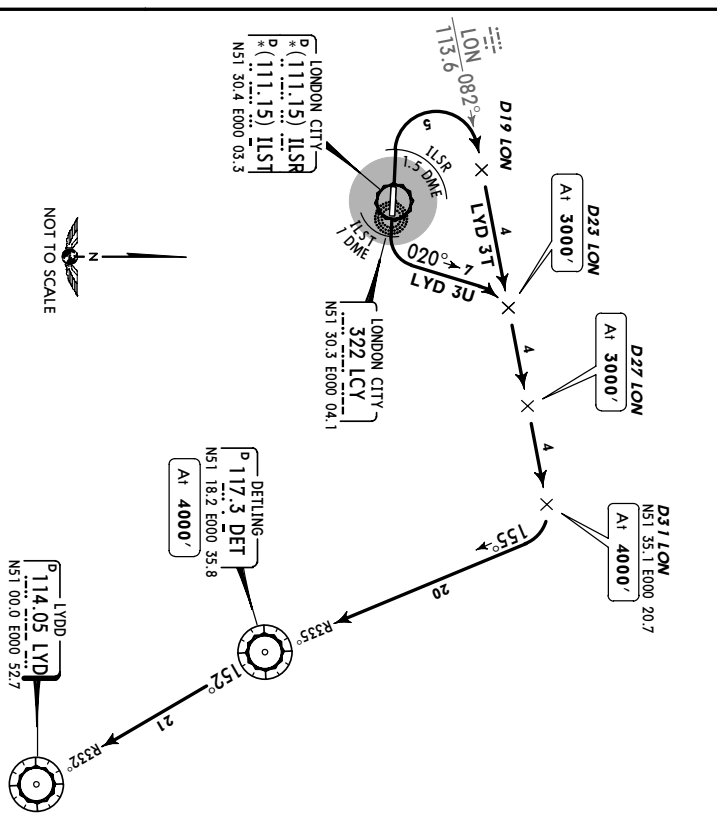 LON
113.6
082°
D19 LON
5
4
LYD 3T
D23 LON
At 3000'
4
D27 LON
At 3000'
4
D31 LON
N51 35.1 E000 20.7
At 4000'
LONDON CITY
D
*(111.15) ILSR
D
*(111.15) ILST
N51 30.4 E000 03.3
ILSR
1.5 DME
ILST
7 DME
020°
7
LYD 3U
LONDON CITY
322 LCY
N51 30.3 E000 04.1
N
NOT TO SCALE
155°
20
R335°
DETLING
D 117.3 DET
N51 18.2 E000 35.8
At 4000'
152°
21
R332°
LYDD
D 114.05 LYD
N51 00.0 E000 52.7